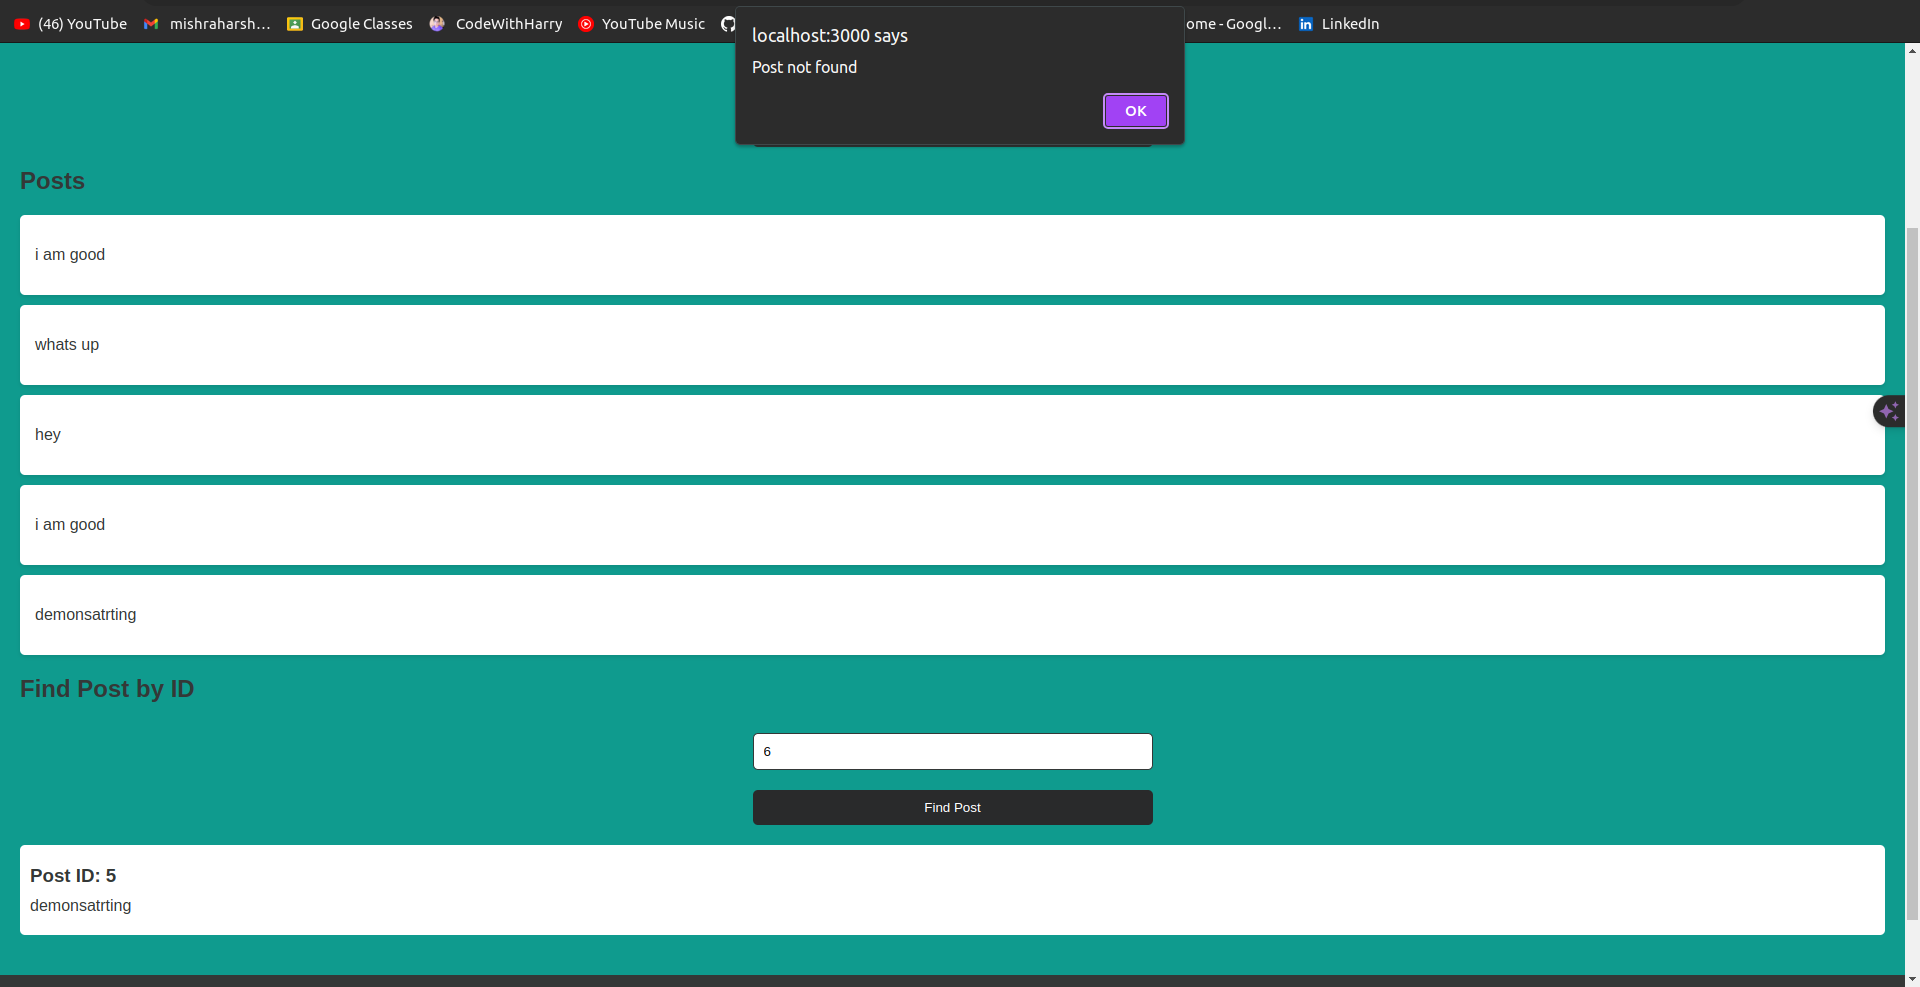 (46) YouTube mishraharsh... Google Classes CodeWithHarry YouTube Music ome - Googl... LinkedIn
localhost:3000 says
Post not found
OK
Posts
i am good
whats up
hey
i am good
demonsatrting
Find Post by ID
6
Find Post
Post ID: 5
demonsatrting